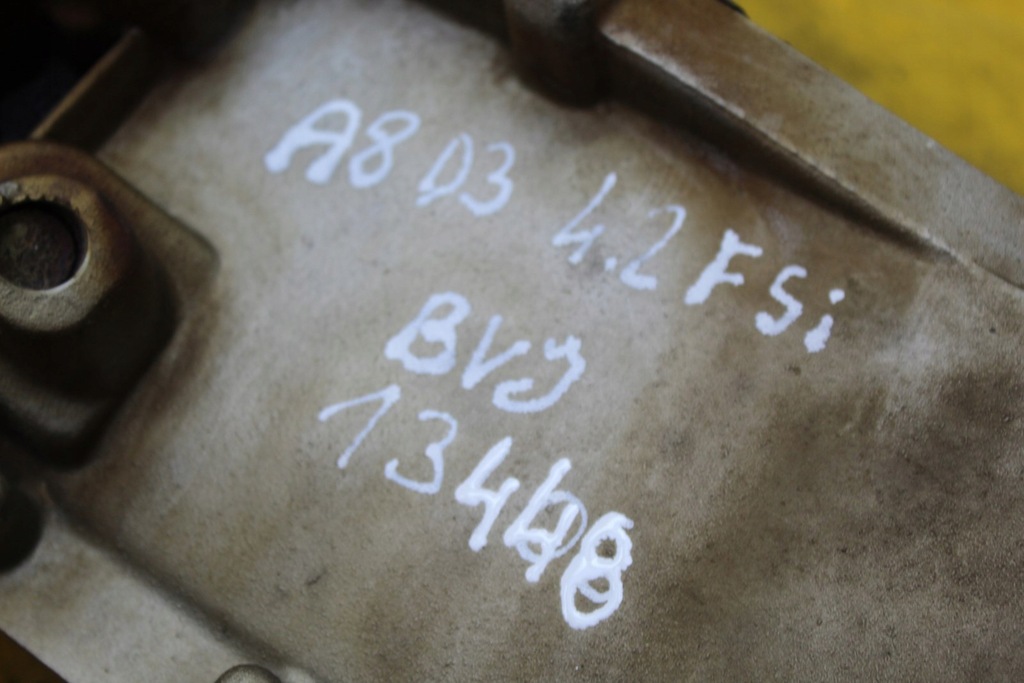 A8 D3 4.2 FSi
BVJ